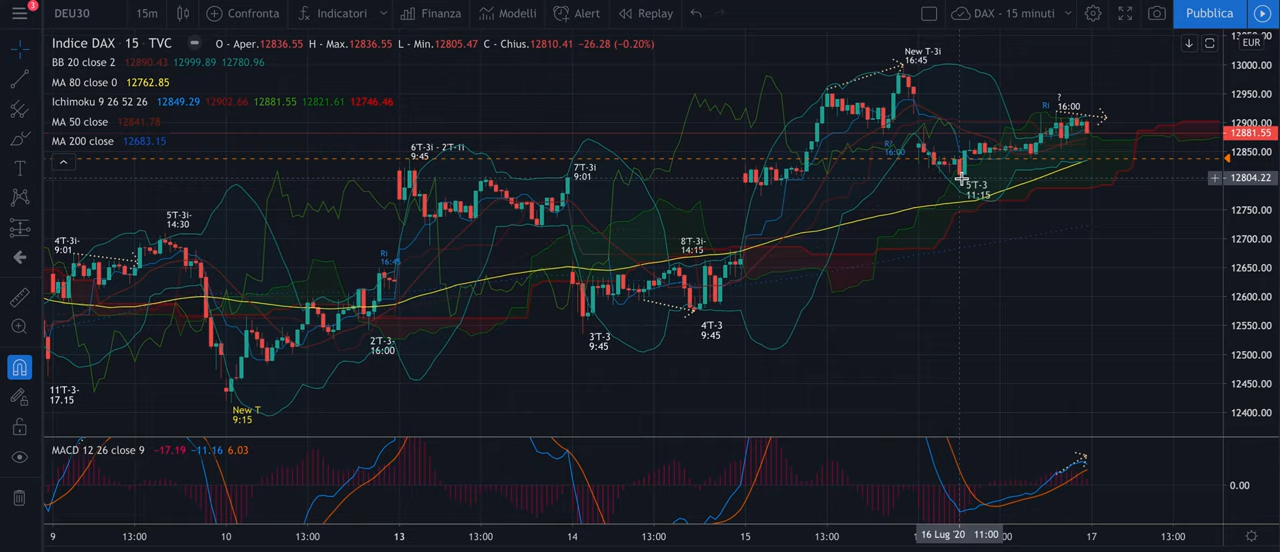 3
DEU30
15m
Confronta
Indicatori
Finanza
Modelli
Alert
Replay
DAX - 15 minuti
Pubblica
Indice DAX · 15 · TVC
O - Aper.12836.55 H - Max.12836.55 L - Min.12805.47 C - Chius.12810.41 −26.28 (−0.20%)
BB 20 close 2 12890.43 12999.89 12780.96
MA 80 close 0 12762.85
Ichimoku 9 26 52 26 12849.29 12902.66 12881.55 12821.61 12746.46
MA 50 close 12841.78
MA 200 close 12683.15
EUR
13000.00
12950.00
12900.00
12881.55
12850.00
12804.22
12750.00
12700.00
12650.00
12600.00
12550.00
12500.00
12450.00
12400.00
New T-3i
16:45
?
16:00
Ri
Ri
16:00
5'T-3
11:15
6'T-3i - 2'T-1i
9:45
7'T-3i
9:01
5'T-3i-
14:30
4'T-3i-
9:01
8'T-3i-
14:15
Ri
16:45
2'T-3-
16:00
3'T-3
9:45
4'T-3
9:45
11'T-3-
17.15
New T
9:15
MACD 12 26 close 9 −17.19 −11.16 6.03
0.00
9
13:00
10
13:00
13
13:00
14
13:00
15
13:00
16 Lug '20 11:00
17
13:00